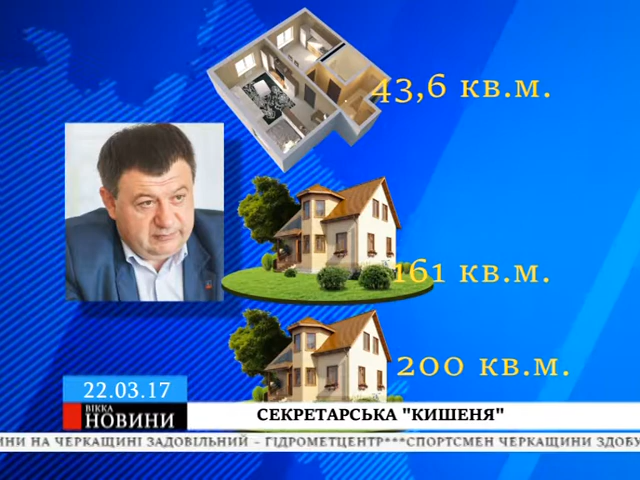 43,6 кв.м.
161 кв.м.
200 кв.м.
22.03.17
ВІККА
НОВИНИ
СЕКРЕТАРСЬКА "КИШЕНЯ"
ИНИ НА ЧЕРКАЩИНІ ЗАДОВІЛЬНИЙ – ГІДРОМЕТЦЕНТР***СПОРТСМЕН ЧЕРКАЩИНИ ЗДОБУ